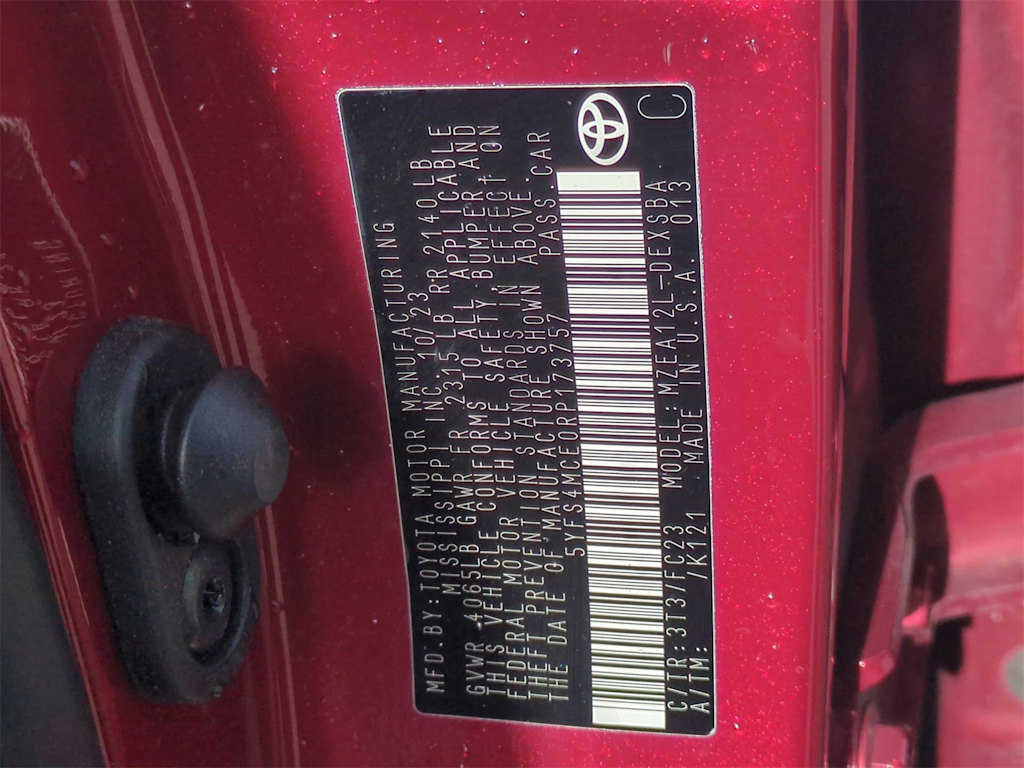 MFD.BY:TOYOTA MOTOR MANUFACTURING
MISSISSIPPI INC.10/23
GVWR 4065LB GAWR FR 2315 LB RR 2140LB
THIS VEHICLE CONFORMS TO ALL APPLICABLE
FEDERAL MOTOR VEHICLE SAFETY, BUMPER, AND
THEFT PREVENTION STANDARDS IN EFFECT ON
THE DATE OF MANUFACTURE SHOWN ABOVE.
5YFS4MCE0RP173757 PASS.CAR
C
C/TR:3T3/FC23 MODEL:MZEA12L-DEXSBA
A/TM: /K121 MADE IN U.S.A. 013